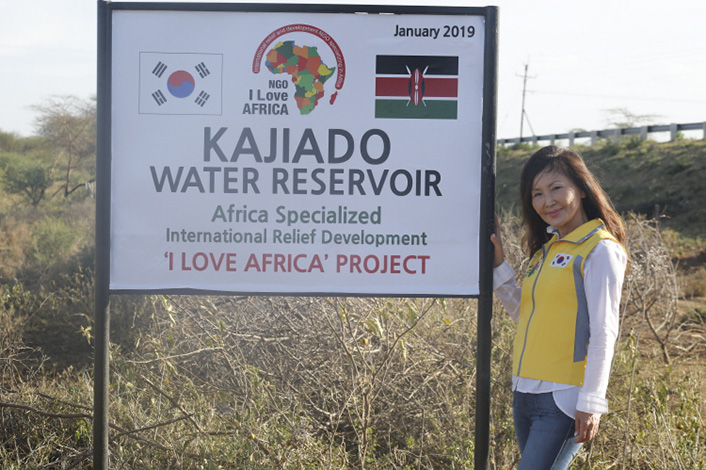 January 2019
NGO
I Love
AFRICA
KAJIADO
WATER RESERVOIR
Africa Specialized
International Relief Development
'I LOVE AFRICA' PROJECT